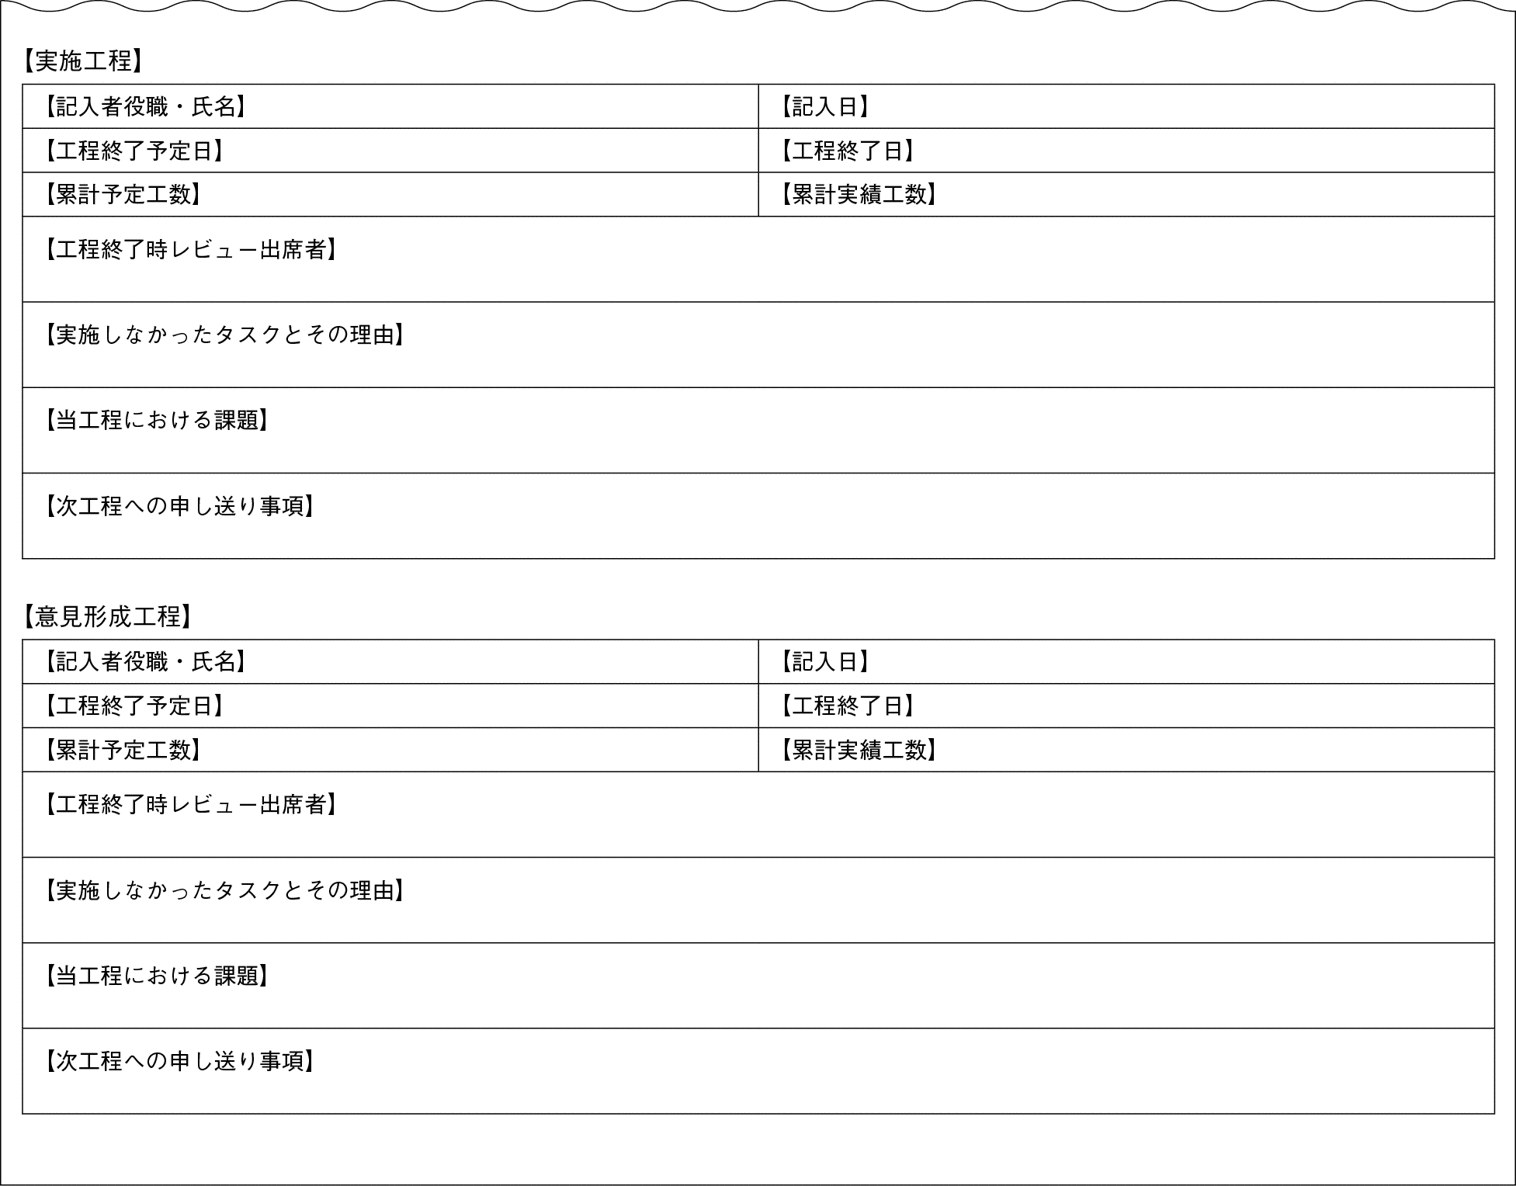 【実施工程】
【記入者役職・氏名】 【記入日】
【工程終了予定日】 【工程終了日】
【累計予定工数】 【累計実績工数】
【工程終了時レビュー出席者】
【実施しなかったタスクとその理由】
【当工程における課題】
【次工程への申し送り事項】
【意見形成工程】
【記入者役職・氏名】 【記入日】
【工程終了予定日】 【工程終了日】
【累計予定工数】 【累計実績工数】
【工程終了時レビュー出席者】
【実施しなかったタスクとその理由】
【当工程における課題】
【次工程への申し送り事項】